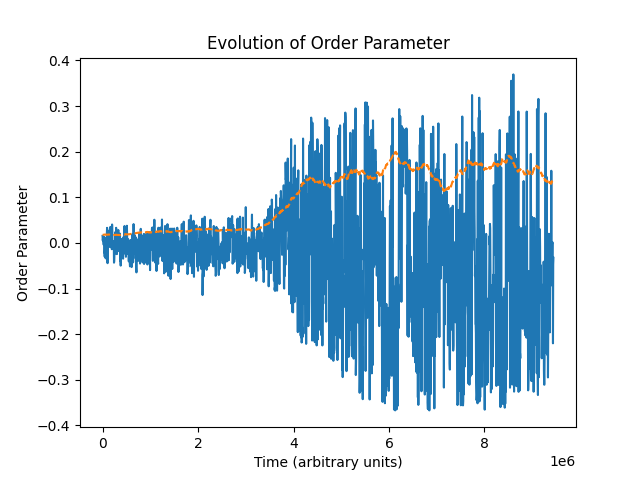 Evolution of Order Parameter
0.4
0.3
0.2
0.1
0.0
−0.1
−0.2
−0.3
−0.4
Order Parameter
0 2 4 6 8
1e6
Time (arbitrary units)